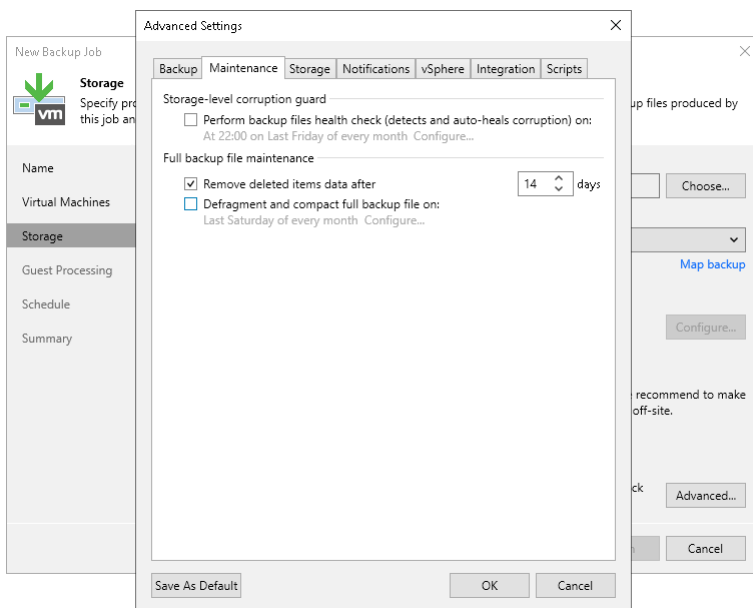 Advanced Settings
New Backup Job
Storage
Specify
this job
up files produced by
Backup Maintenance Storage Notifications vSphere Integration Scripts
Storage-level corruption guard
Perform backup files health check (detects and auto-heals corruption) on:
At 22:00 on Last Friday of every month Configure...
Full backup file maintenance
Remove deleted items data after 14 days
Defragment and compact full backup file on:
Last Saturday of every month Configure...
vm
Name
Virtual Machines
Storage
Guest Processing
Schedule
Summary
Choose...
Map backup
Configure...
recommend to make
off-site.
Advanced...
Cancel
Save As Default OK Cancel